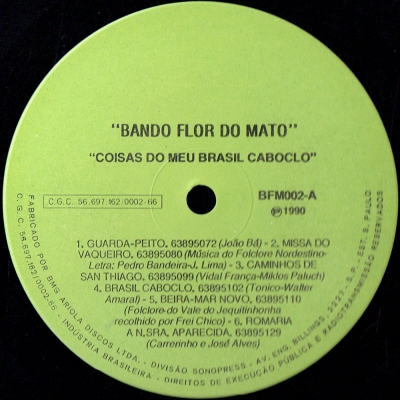 "BANDO FLOR DO MATO"
"COISAS DO MEU BRASIL CABOCLO"
C.G.C. 56.697.162/0002-66
BFM002-A
℗1990
1. GUARDA-PEITO, 63895072 (João Bá) - 2. MISSA DO
VAQUEIRO, 63895080 (Música do Folclore Nordestino-
Letra: Pedro Bandeira-J. Lima) - 3. CAMINHOS DE
SAN THIAGO, 63895099 (Vidal França-Miklos Paluch)
4. BRASIL CABOCLO, 63895102 (Tonico-Walter
Amaral) - 5. BEIRA-MAR NOVO, 63895110
(Folclore do Vale do Jequitinhonha
recolhido por Frei Chico) - 6. ROMARIA
A N.SRA. APARECIDA, 63895129
(Carreirinho e José Alves)
FABRICADO POR BMG ARIOLA DISCOS LTDA. - DIVISÃO SONOPRESS - AV. ENG. BILLINGS, 3227, S.P. - EST. S. PAULO
C.G.C. 56.697.162/0002-66 - INDÚSTRIA BRASILEIRA - DIREITOS DE EXECUÇÃO PÚBLICA E RADIOTRANSMISSÃO RESERVADOS